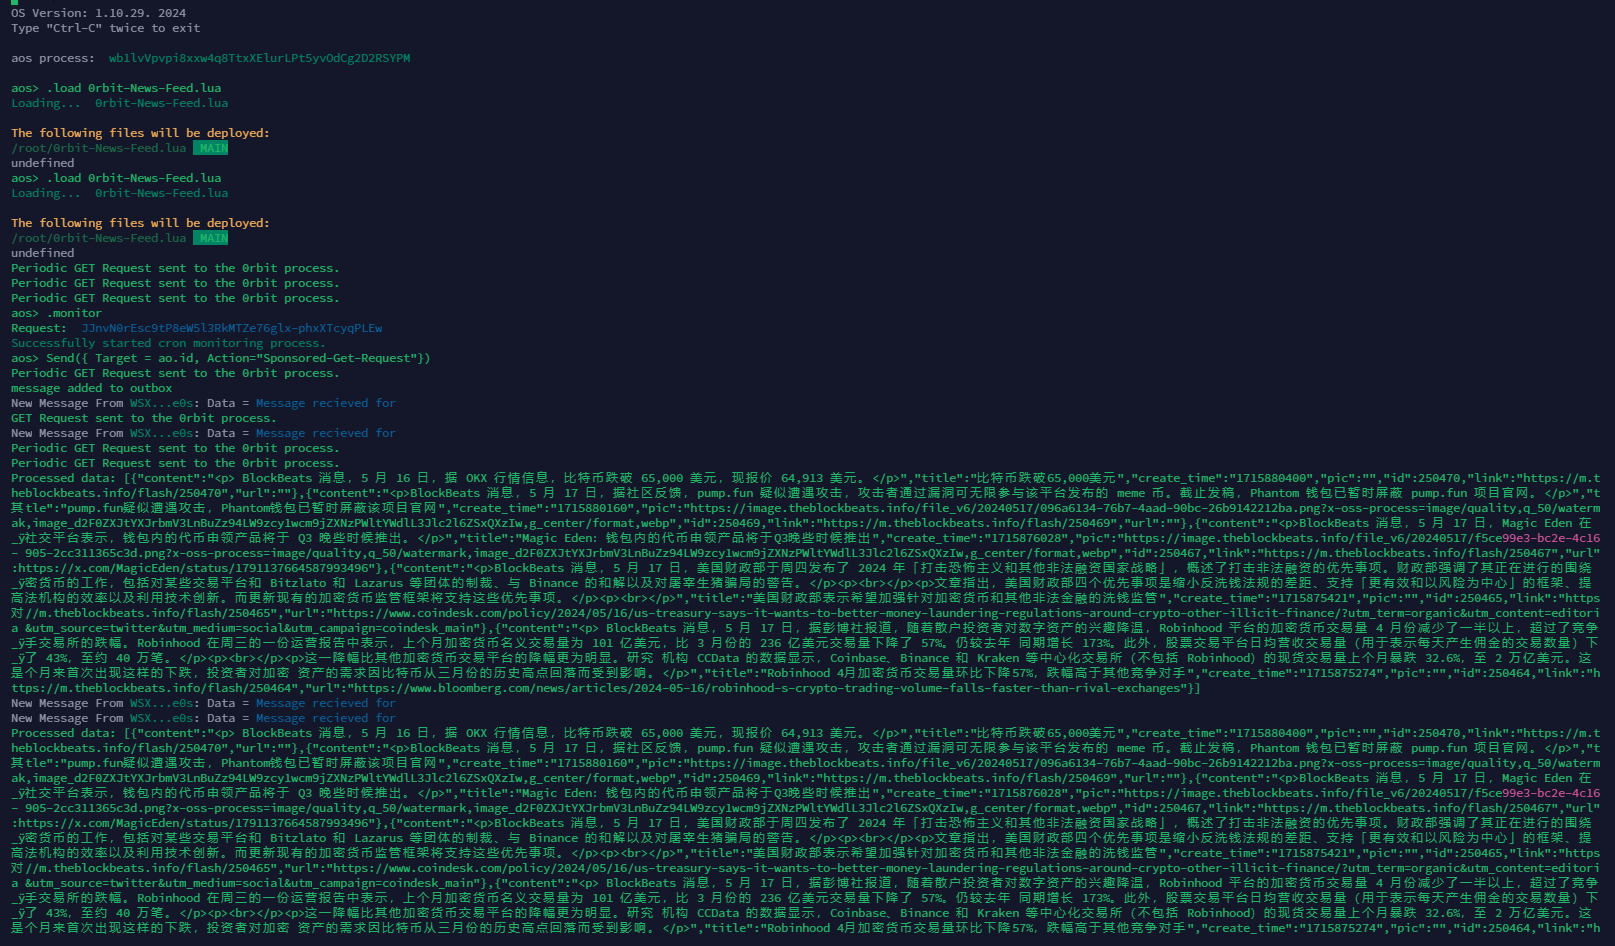 OS Version: 1.10.29. 2024
Type "Ctrl-C" twice to exit
aos process:  wb1lvVpvpi8xxw4q8TtxXElurLPt5yvOdCg2D2RSYPM
aos> .load 0rbit-News-Feed.lua
Loading...  0rbit-News-Feed.lua
The following files will be deployed:
/root/0rbit-News-Feed.lua  MAIN
undefined
aos> .load 0rbit-News-Feed.lua
Loading...  0rbit-News-Feed.lua
The following files will be deployed:
/root/0rbit-News-Feed.lua  MAIN
undefined
Periodic GET Request sent to the 0rbit process.
Periodic GET Request sent to the 0rbit process.
Periodic GET Request sent to the 0rbit process.
aos> .monitor
Request:  JJnvN0rEsc9tP8eW5l3RkMTZe76glx-phxXTcyqPLEw
Successfully started cron monitoring process.
aos> Send({ Target = ao.id, Action="Sponsored-Get-Request"})
Periodic GET Request sent to the 0rbit process.
message added to outbox
New Message From WSX...e0s: Data = Message recieved for
GET Request sent to the 0rbit process.
New Message From WSX...e0s: Data = Message recieved for
Periodic GET Request sent to the 0rbit process.
Periodic GET Request sent to the 0rbit process.
Processed data: [{"content":"<p> BlockBeats 消息，5 月 16 日，据 OKX 行情信息，比特币跌破 65,000 美元，现报价 64,913 美元。</p>","title":"比特币跌破65,000美元","create_time":"1715880400","pic":"","id":250470,"link":"https://m.t
heblockbeats.info/flash/250470","url":""},{"content":"<p>BlockBeats 消息，5 月 17 日，据社区反馈，pump.fun 疑似遭遇攻击，攻击者通过漏洞可无限参与该平台发布的 meme 币。截止发稿，Phantom 钱包已暂时屏蔽 pump.fun 项目官网。</p>","t
其tle":"pump.fun疑似遭遇攻击，Phantom钱包已暂时屏蔽该项目官网","create_time":"1715880160","pic":"https://image.theblockbeats.info/file_v6/20240517/096a6134-76b7-4aad-90bc-26b9142212ba.png?x-oss-process=image/quality,q_50/waterm
ak,image_d2F0ZXJtYXJrbmV3LnBuZz94LW9zcy1wcm9jZXNzPWltYWdlL3Jlc2l6ZSxQXzIw,g_center/format,webp","id":250469,"link":"https://m.theblockbeats.info/flash/250469","url":""},{"content":"<p>BlockBeats 消息，5 月 17 日，Magic Eden 在
_ÿ社交平台表示，钱包内的代币申领产品将于 Q3 晚些时候推出。</p>","title":"Magic Eden: 钱包内的代币申领产品将于Q3晚些时候推出","create_time":"1715876028","pic":"https://image.theblockbeats.info/file_v6/20240517/f5ce99e3-bc2e-4c16
- 905-2cc311365c3d.png?x-oss-process=image/quality,q_50/watermark,image_d2F0ZXJtYXJrbmV3LnBuZz94LW9zcy1wcm9jZXNzPWltYWdlL3Jlc2l6ZSxQXzIw,g_center/format,webp","id":250467,"link":"https://m.theblockbeats.info/flash/250467","url"
:https://x.com/MagicEden/status/1791137664587993496"},{"content":"<p>BlockBeats 消息，5 月 17 日，美国财政部于周四发布了 2024 年「打击恐怖主义和其他非法融资国家战略」，概述了打击非法融资的优先事项。财政部强调了其正在进行的围绕
_ÿ密货币的工作，包括对某些交易平台和 Bitzlato 和 Lazarus 等团体的制裁、与 Binance 的和解以及对屠宰生猪骗局的警告。</p><p><br></p><p>文章指出，美国财政部四个优先事项是缩小反洗钱法规的差距、支持「更有效和以风险为中心」的框架、提
高法机构的效率以及利用技术创新。而更新现有的加密货币监管框架将支持这些优先事项。</p><p><br></p>","title":"美国财政部表示希望加强针对加密货币和其他非法金融的洗钱监管","create_time":"1715875421","pic":"","id":250465,"link":"https
对//m.theblockbeats.info/flash/250465","url":"https://www.coindesk.com/policy/2024/05/16/us-treasury-says-it-wants-to-better-money-laundering-regulations-around-crypto-other-illicit-finance/?utm_term=organic&utm_content=editori
a &utm_source=twitter&utm_medium=social&utm_campaign=coindesk_main"},{"content":"<p> BlockBeats 消息，5 月 17 日，据彭博社报道，随着散户投资者对数字资产的兴趣降温，Robinhood 平台的加密货币交易量 4 月份减少了一半以上，超过了竞争
_ÿ手交易所的跌幅。Robinhood 在周三的一份运营报告中表示，上个月加密货币名义交易量为 101 亿美元，比 3 月份的 236 亿美元交易量下降了 57%。仍较去年 同期增长 173%。此外，股票交易平台日均营收交易量（用于表示每天产生佣金的交易数量）下
_ÿ了 43%，至约 40 万笔。</p><p><br></p><p>这一降幅比其他加密货币交易平台的降幅更为明显。研究 机构 CCData 的数据显示，Coinbase、Binance 和 Kraken 等中心化交易所（不包括 Robinhood）的现货交易量上个月暴跌 32.6%，至 2 万亿美元。这
是个月来首次出现这样的下跌，投资者对加密 资产的需求因比特币从三月份的历史高点回落而受到影响。</p>","title":"Robinhood 4月加密货币交易量环比下降57%，跌幅高于其他竞争对手","create_time":"1715875274","pic":"","id":250464,"link":"h
ttps://m.theblockbeats.info/flash/250464","url":"https://www.bloomberg.com/news/articles/2024-05-16/robinhood-s-crypto-trading-volume-falls-faster-than-rival-exchanges"}]
New Message From WSX...e0s: Data = Message recieved for
New Message From WSX...e0s: Data = Message recieved for
Processed data: [{"content":"<p> BlockBeats 消息，5 月 16 日，据 OKX 行情信息，比特币跌破 65,000 美元，现报价 64,913 美元。</p>","title":"比特币跌破65,000美元","create_time":"1715880400","pic":"","id":250470,"link":"https://m.t
heblockbeats.info/flash/250470","url":""},{"content":"<p>BlockBeats 消息，5 月 17 日，据社区反馈，pump.fun 疑似遭遇攻击，攻击者通过漏洞可无限参与该平台发布的 meme 币。截止发稿，Phantom 钱包已暂时屏蔽 pump.fun 项目官网。</p>","t
其tle":"pump.fun疑似遭遇攻击，Phantom钱包已暂时屏蔽该项目官网","create_time":"1715880160","pic":"https://image.theblockbeats.info/file_v6/20240517/096a6134-76b7-4aad-90bc-26b9142212ba.png?x-oss-process=image/quality,q_50/waterm
ak,image_d2F0ZXJtYXJrbmV3LnBuZz94LW9zcy1wcm9jZXNzPWltYWdlL3Jlc2l6ZSxQXzIw,g_center/format,webp","id":250469,"link":"https://m.theblockbeats.info/flash/250469","url":""},{"content":"<p>BlockBeats 消息，5 月 17 日，Magic Eden 在
_ÿ社交平台表示，钱包内的代币申领产品将于 Q3 晚些时候推出。</p>","title":"Magic Eden: 钱包内的代币申领产品将于Q3晚些时候推出","create_time":"1715876028","pic":"https://image.theblockbeats.info/file_v6/20240517/f5ce99e3-bc2e-4c16
- 905-2cc311365c3d.png?x-oss-process=image/quality,q_50/watermark,image_d2F0ZXJtYXJrbmV3LnBuZz94LW9zcy1wcm9jZXNzPWltYWdlL3Jlc2l6ZSxQXzIw,g_center/format,webp","id":250467,"link":"https://m.theblockbeats.info/flash/250467","url"
:https://x.com/MagicEden/status/1791137664587993496"},{"content":"<p>BlockBeats 消息，5 月 17 日，美国财政部于周四发布了 2024 年「打击恐怖主义和其他非法融资国家战略」，概述了打击非法融资的优先事项。财政部强调了其正在进行的围绕
_ÿ密货币的工作，包括对某些交易平台和 Bitzlato 和 Lazarus 等团体的制裁、与 Binance 的和解以及对屠宰生猪骗局的警告。</p><p><br></p><p>文章指出，美国财政部四个优先事项是缩小反洗钱法规的差距、支持「更有效和以风险为中心」的框架、提
高法机构的效率以及利用技术创新。而更新现有的加密货币监管框架将支持这些优先事项。</p><p><br></p>","title":"美国财政部表示希望加强针对加密货币和其他非法金融的洗钱监管","create_time":"1715875421","pic":"","id":250465,"link":"https
对//m.theblockbeats.info/flash/250465","url":"https://www.coindesk.com/policy/2024/05/16/us-treasury-says-it-wants-to-better-money-laundering-regulations-around-crypto-other-illicit-finance/?utm_term=organic&utm_content=editori
a &utm_source=twitter&utm_medium=social&utm_campaign=coindesk_main"},{"content":"<p> BlockBeats 消息，5 月 17 日，据彭博社报道，随着散户投资者对数字资产的兴趣降温，Robinhood 平台的加密货币交易量 4 月份减少了一半以上，超过了竞争
_ÿ手交易所的跌幅。Robinhood 在周三的一份运营报告中表示，上个月加密货币名义交易量为 101 亿美元，比 3 月份的 236 亿美元交易量下降了 57%。仍较去年 同期增长 173%。此外，股票交易平台日均营收交易量（用于表示每天产生佣金的交易数量）下
_ÿ了 43%，至约 40 万笔。</p><p><br></p><p>这一降幅比其他加密货币交易平台的降幅更为明显。研究 机构 CCData 的数据显示，Coinbase、Binance 和 Kraken 等中心化交易所（不包括 Robinhood）的现货交易量上个月暴跌 32.6%，至 2 万亿美元。这
是个月来首次出现这样的下跌，投资者对加密 资产的需求因比特币从三月份的历史高点回落而受到影响。</p>","title":"Robinhood 4月加密货币交易量环比下降57%，跌幅高于其他竞争对手","create_time":"1715875274","pic":"","id":250464,"link":"h